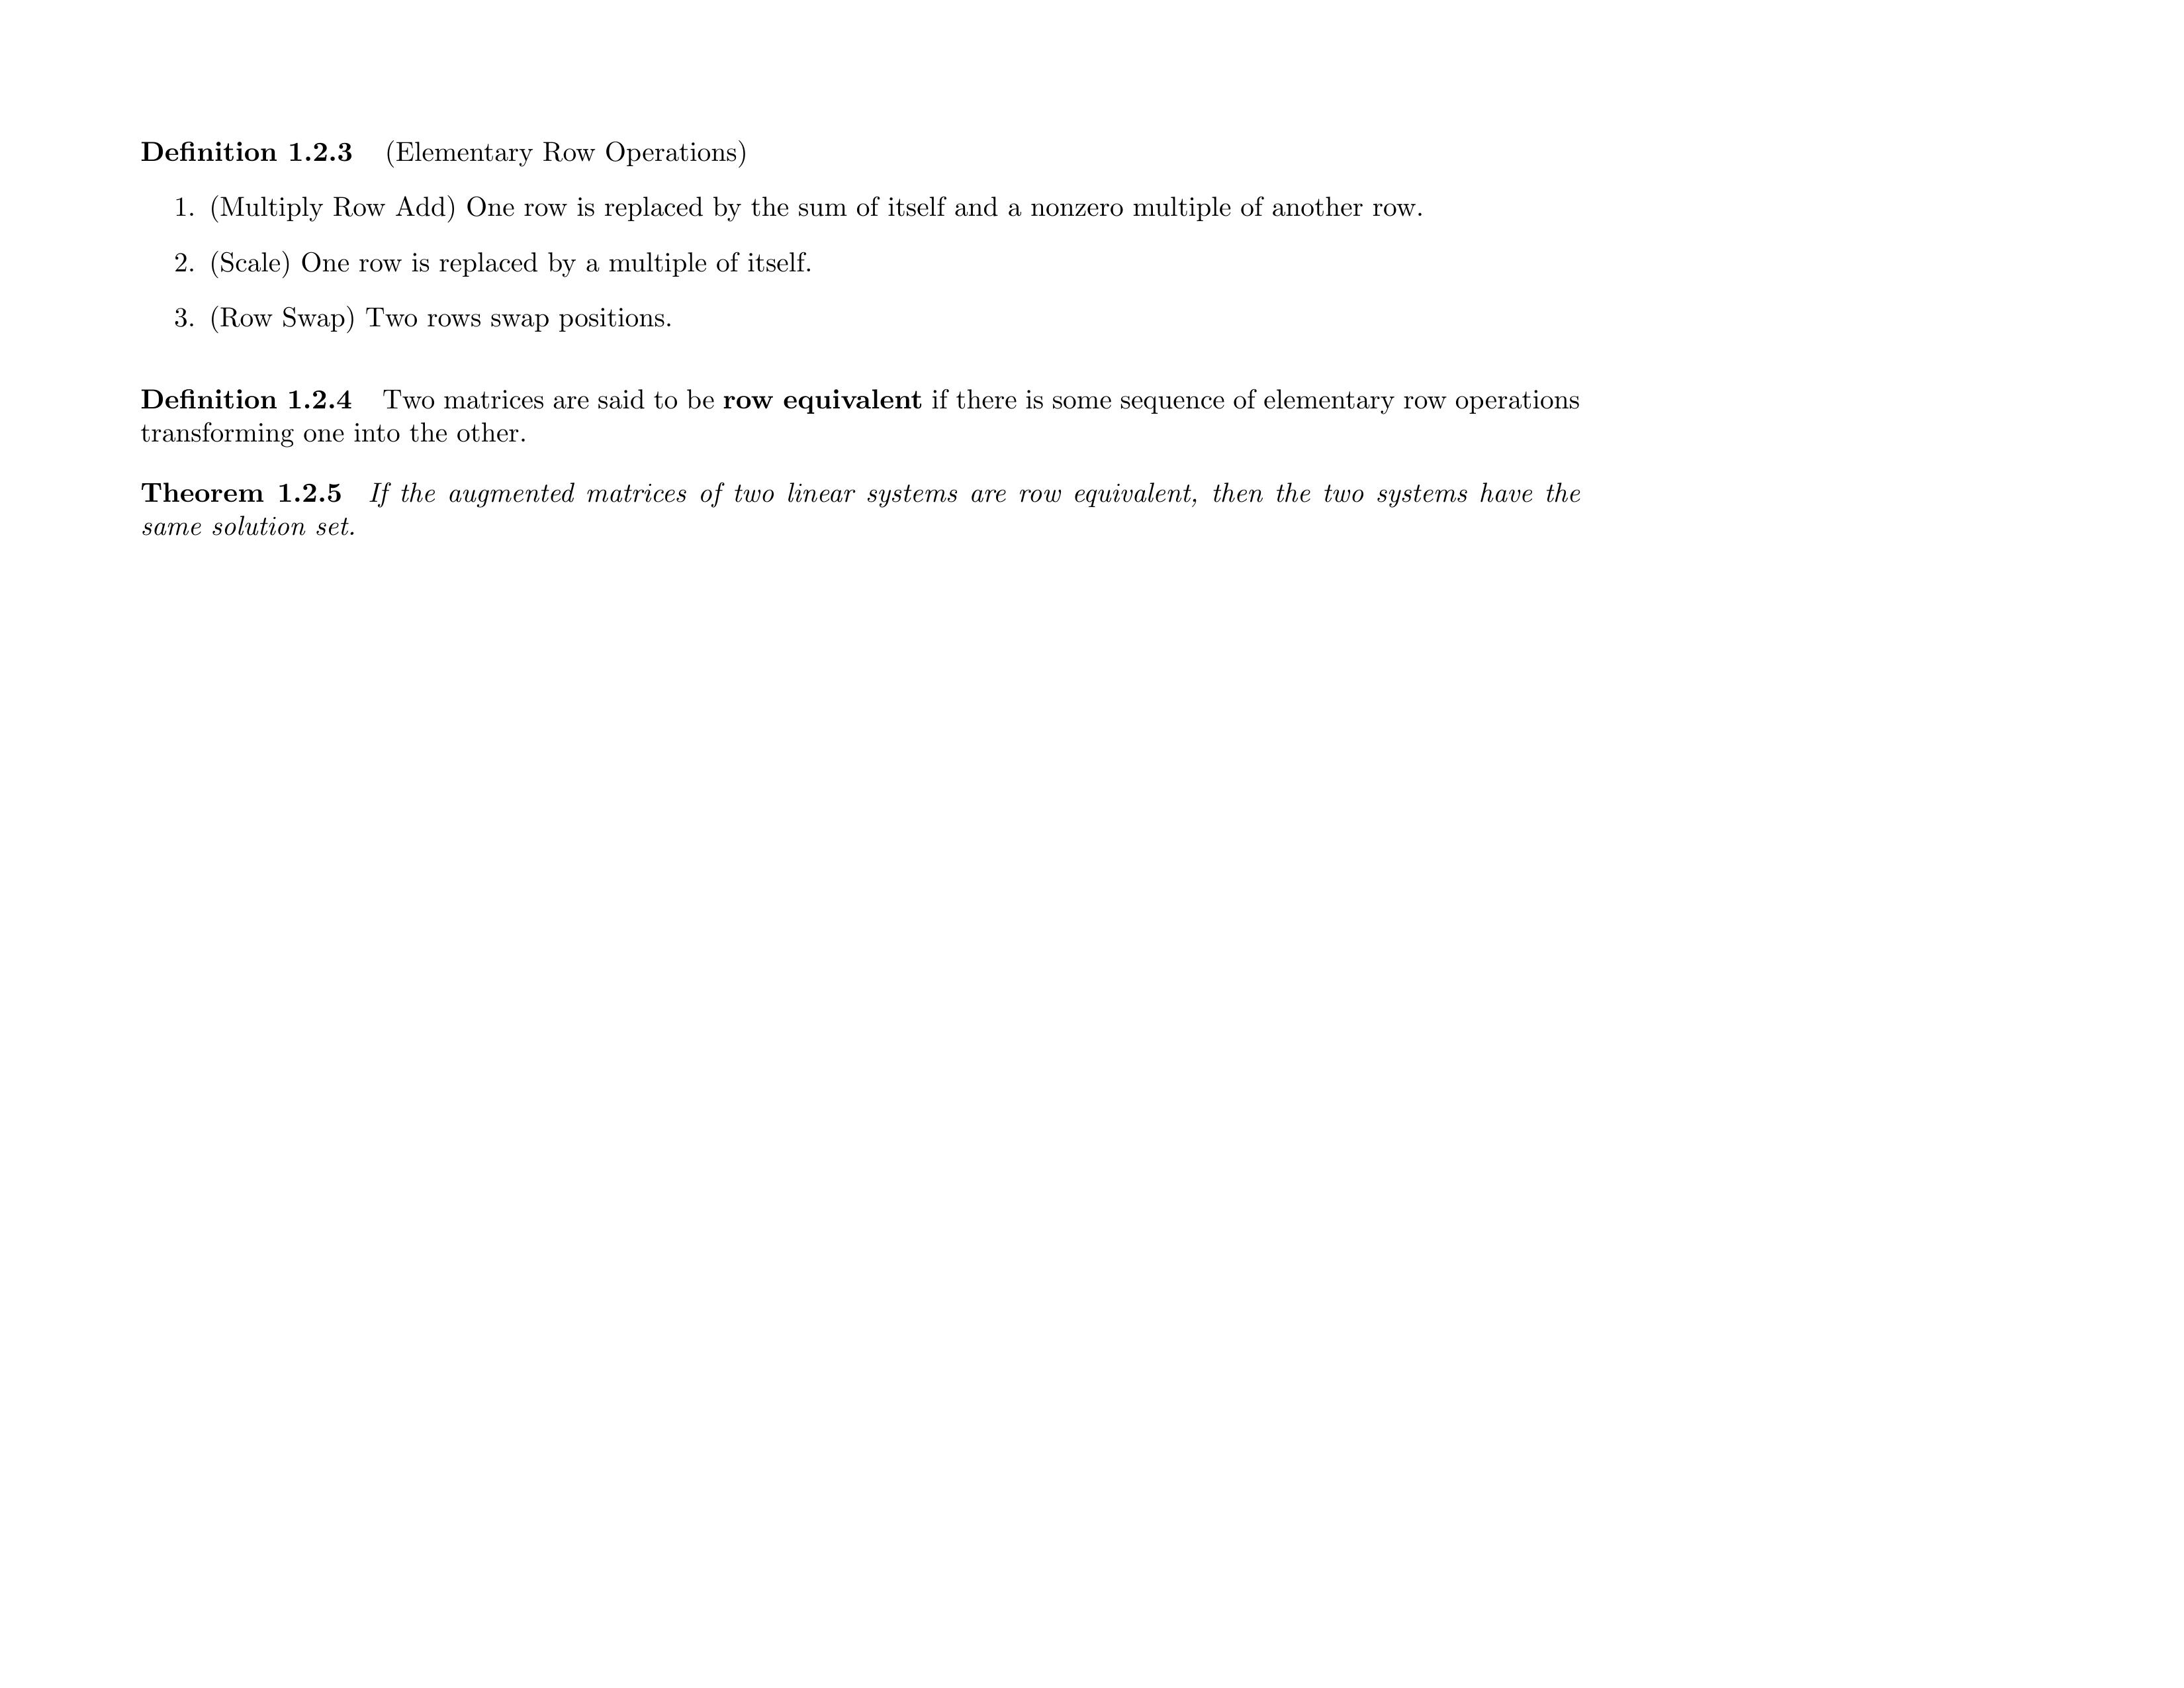 Definition 1.2.3 (Elementary Row Operations)
1. (Multiply Row Add) One row is replaced by the sum of itself and a nonzero multiple of another row.
2. (Scale) One row is replaced by a multiple of itself.
3. (Row Swap) Two rows swap positions.
Definition 1.2.4 Two matrices are said to be row equivalent if there is some sequence of elementary row operations
transforming one into the other.
Theorem 1.2.5 If the augmented matrices of two linear systems are row equivalent, then the two systems have the
same solution set.